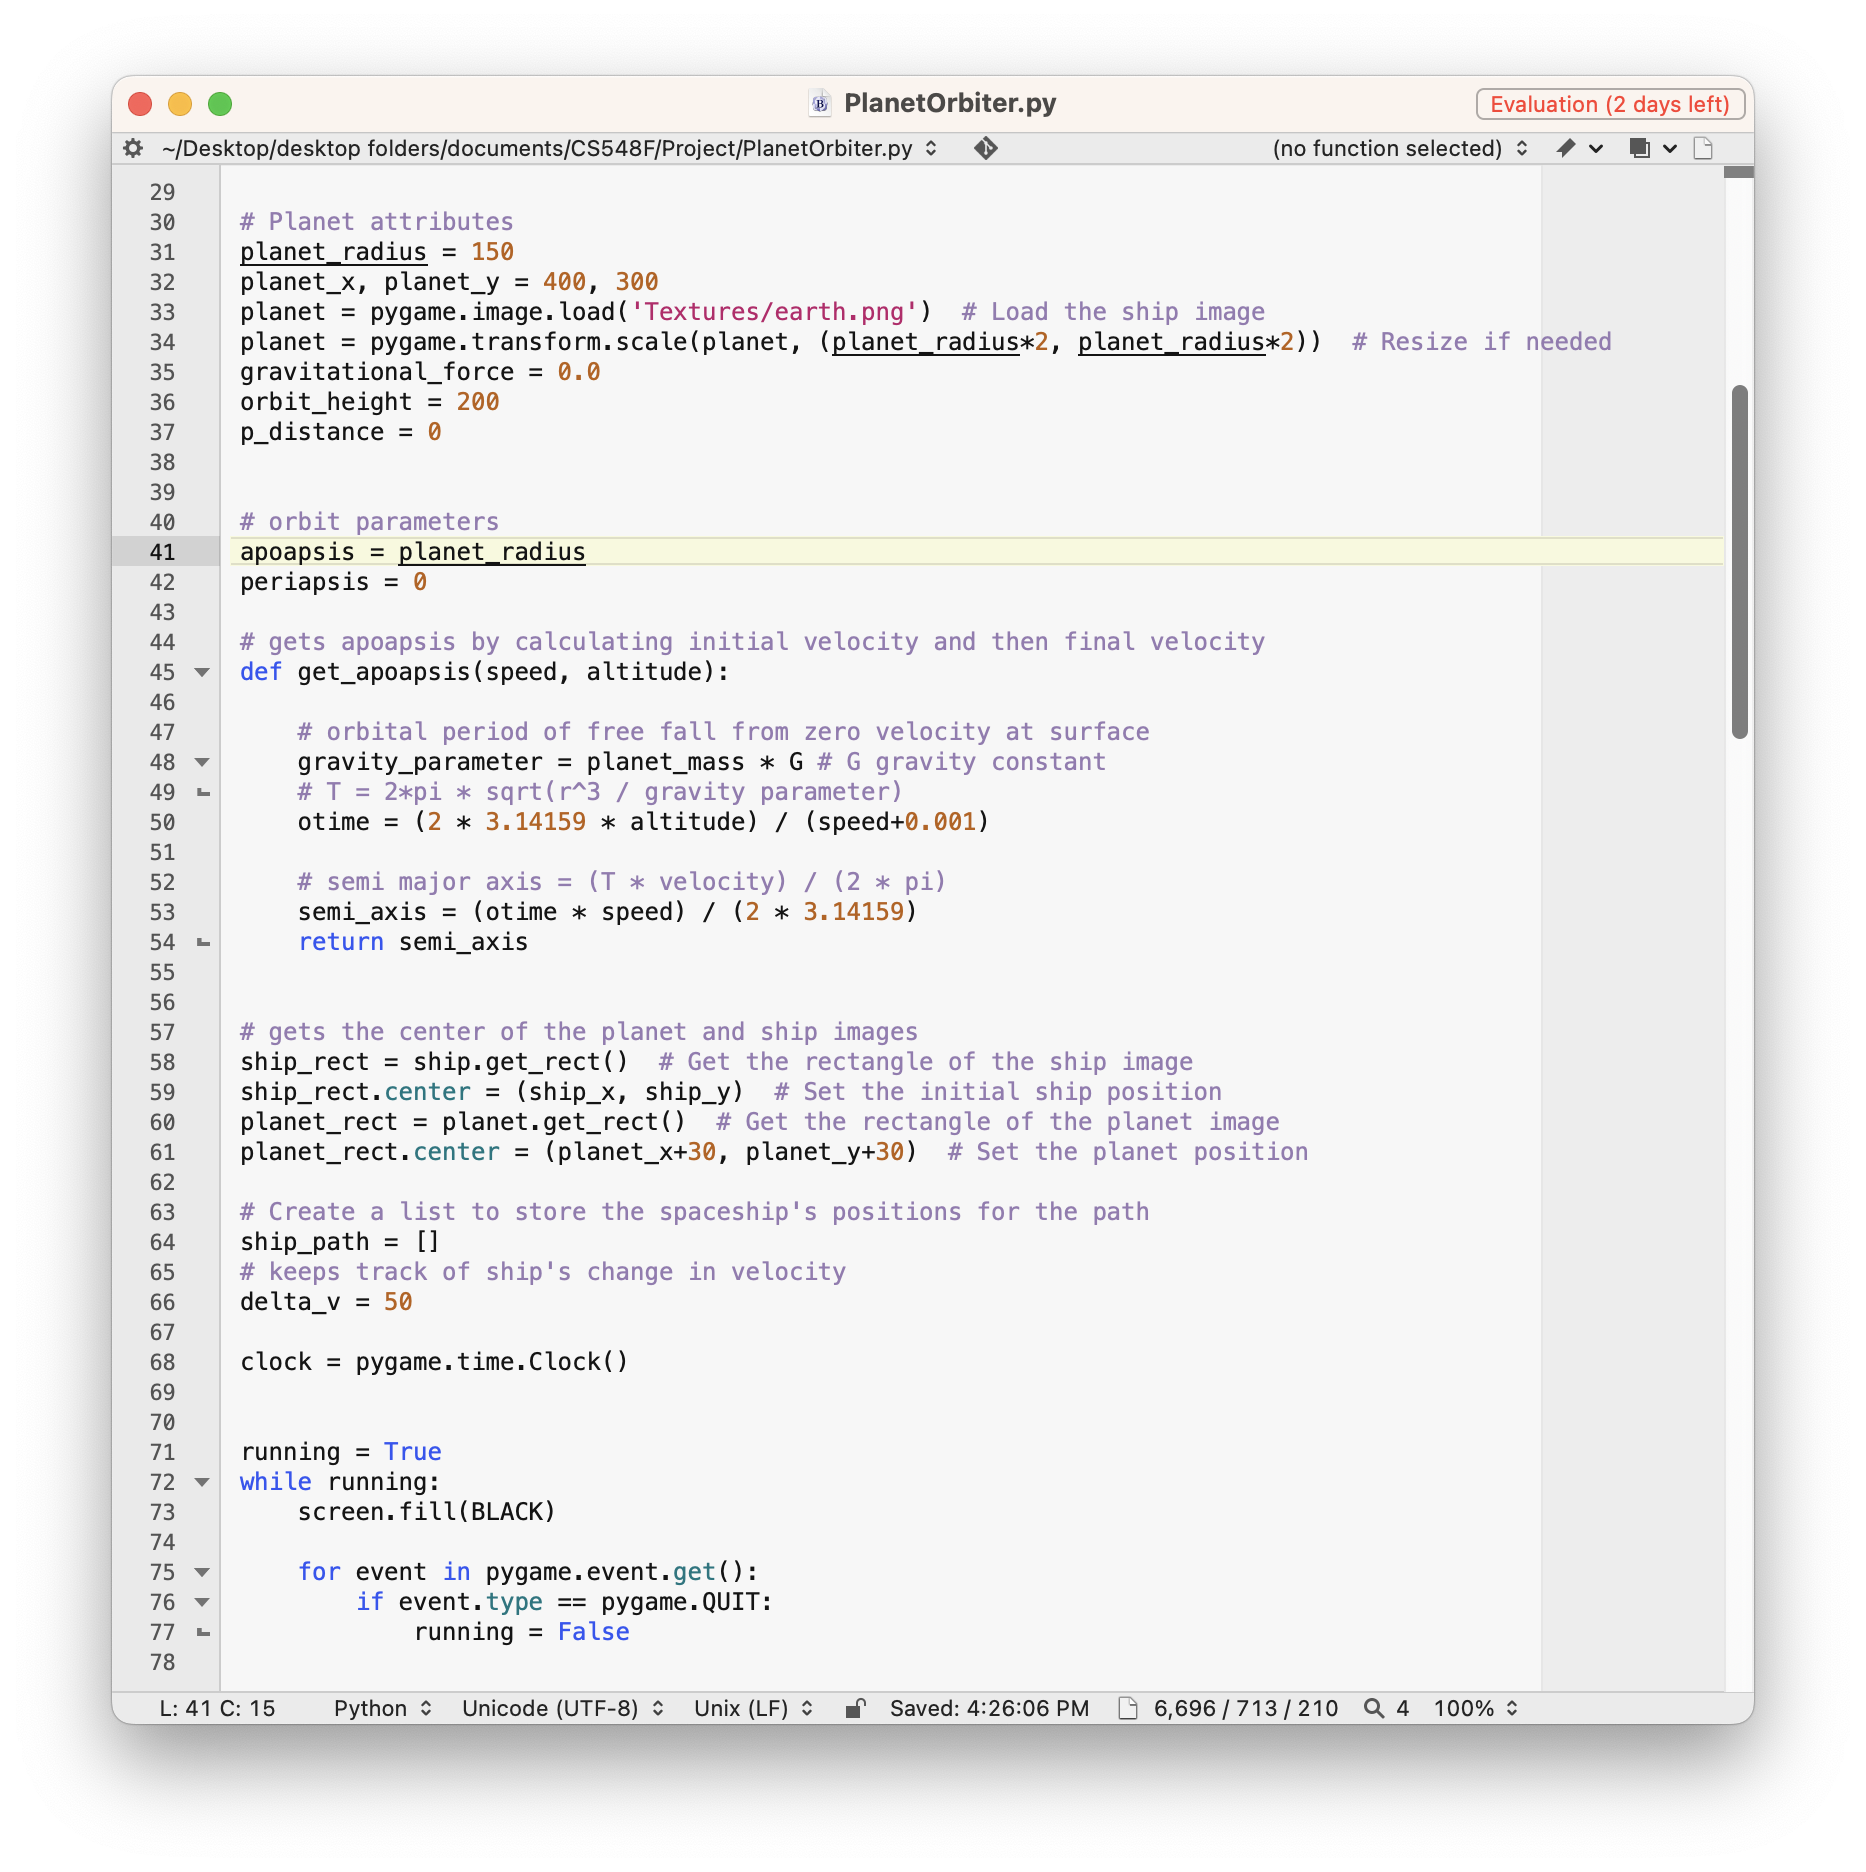 PlanetOrbiter.py
Evaluation (2 days left)
~/Desktop/desktop folders/documents/CS548F/Project/PlanetOrbiter.py
(no function selected)
29
30 # Planet attributes
31 planet_radius = 150
32 planet_x, planet_y = 400, 300
33 planet = pygame.image.load('Textures/earth.png')  # Load the ship image
34 planet = pygame.transform.scale(planet, (planet_radius*2, planet_radius*2))  # Resize if needed
35 gravitational_force = 0.0
36 orbit_height = 200
37 p_distance = 0
38
39
40 # orbit parameters
41 apoapsis = planet_radius
42 periapsis = 0
43
44 # gets apoapsis by calculating initial velocity and then final velocity
45 def get_apoapsis(speed, altitude):
46
47     # orbital period of free fall from zero velocity at surface
48     gravity_parameter = planet_mass * G # G gravity constant
49     # T = 2*pi * sqrt(r^3 / gravity parameter)
50     otime = (2 * 3.14159 * altitude) / (speed+0.001)
51
52     # semi major axis = (T * velocity) / (2 * pi)
53     semi_axis = (otime * speed) / (2 * 3.14159)
54     return semi_axis
55
56
57 # gets the center of the planet and ship images
58 ship_rect = ship.get_rect()  # Get the rectangle of the ship image
59 ship_rect.center = (ship_x, ship_y)  # Set the initial ship position
60 planet_rect = planet.get_rect()  # Get the rectangle of the planet image
61 planet_rect.center = (planet_x+30, planet_y+30)  # Set the planet position
62
63 # Create a list to store the spaceship's positions for the path
64 ship_path = []
65 # keeps track of ship's change in velocity
66 delta_v = 50
67
68 clock = pygame.time.Clock()
69
70
71 running = True
72 while running:
73     screen.fill(BLACK)
74
75     for event in pygame.event.get():
76         if event.type == pygame.QUIT:
77             running = False
78
L: 41 C: 15 Python Unicode (UTF-8) Unix (LF) Saved: 4:26:06 PM 6,696 / 713 / 210 4 100%